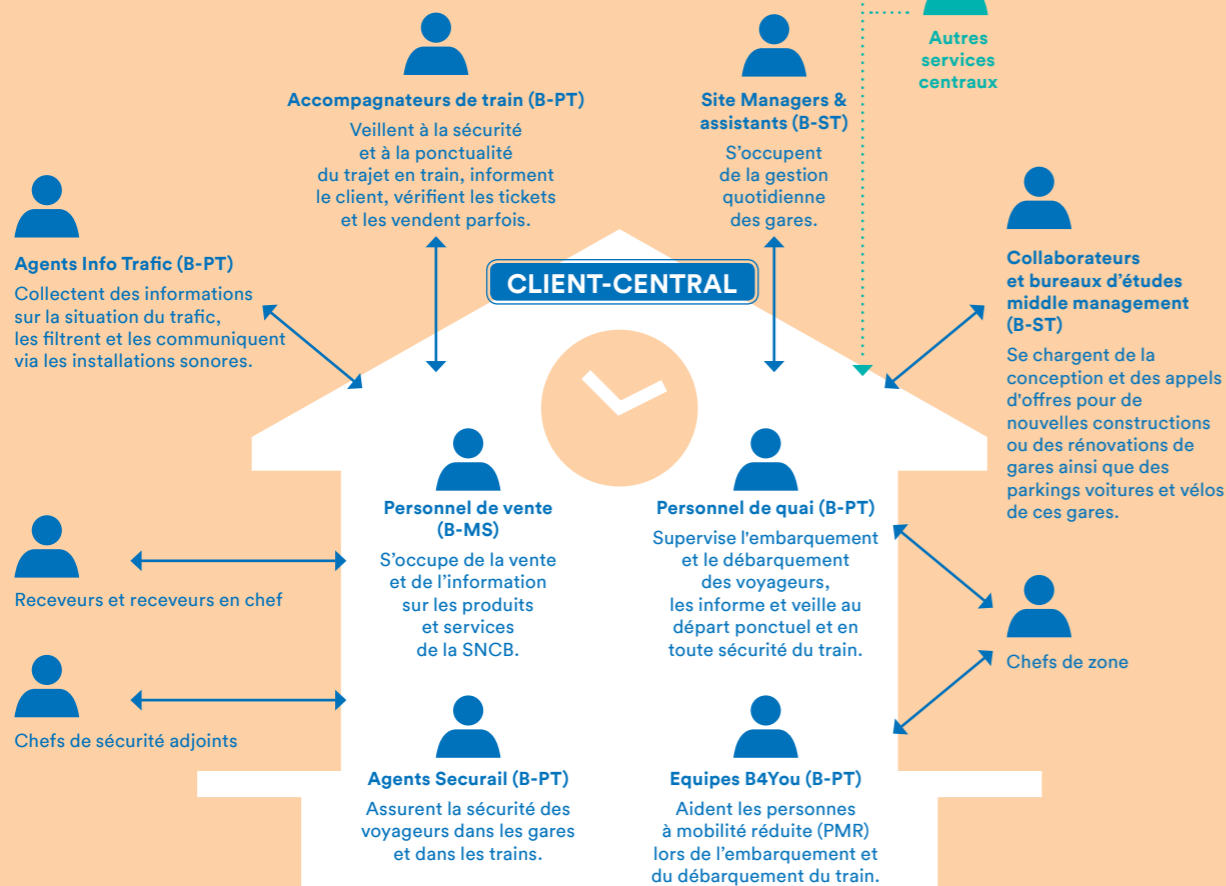 Autres
services
centraux
Accompagnateurs de train (B-PT)
Veillent à la sécurité
et à la ponctualité
du trajet en train, informent
le client, vérifient les tickets
et les vendent parfois.
Site Managers &
assistants (B-ST)
S’occupent
de la gestion
quotidienne
des gares.
Agents Info Trafic (B-PT)
Collectent des informations
sur la situation du trafic,
les filtrent et les communiquent
via les installations sonores.
CLIENT-CENTRAL
Collaborateurs
et bureaux d’études
middle management
(B-ST)
Se chargent de la
conception et des appels
d'offres pour de
nouvelles constructions
ou des rénovations de
gares ainsi que des
parkings voitures et vélos
de ces gares.
Personnel de vente
(B-MS)
S’occupe de la vente
et de l’information
sur les produits
et services
de la SNCB.
Personnel de quai (B-PT)
Supervise l'embarquement
et le débarquement
des voyageurs,
les informe et veille au
départ ponctuel et en
toute sécurité du train.
Receveurs et receveurs en chef
Chefs de zone
Chefs de sécurité adjoints
Agents Securail (B-PT)
Assurent la sécurité des
voyageurs dans les gares
et dans les trains.
Equipes B4You (B-PT)
Aident les personnes
à mobilité réduite (PMR)
lors de l’embarquement et
du débarquement du train.